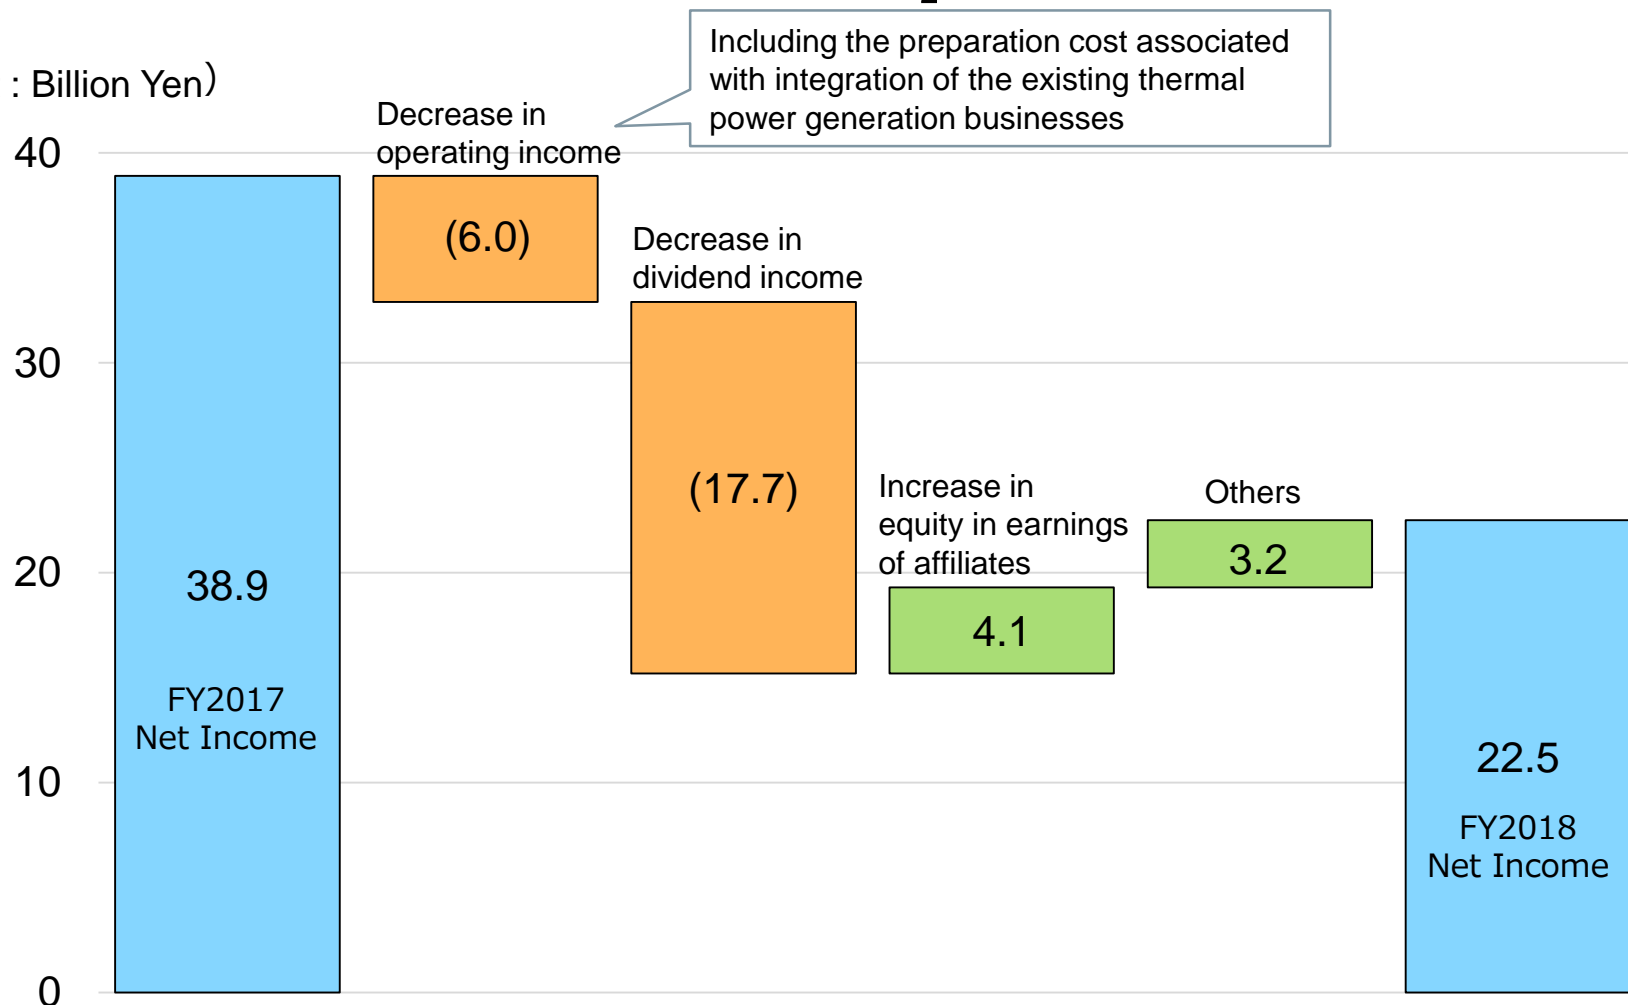 Including the preparation cost associated
with integration of the existing thermal
power generation businesses
: Billion Yen)
Decrease in
operating income
40
(6.0)
Decrease in
dividend income
30
(17.7)
Increase in
equity in earnings
of affiliates
Others
3.2
20
38.9
4.1
FY2017
Net Income
22.5
10
FY2018
Net Income
0